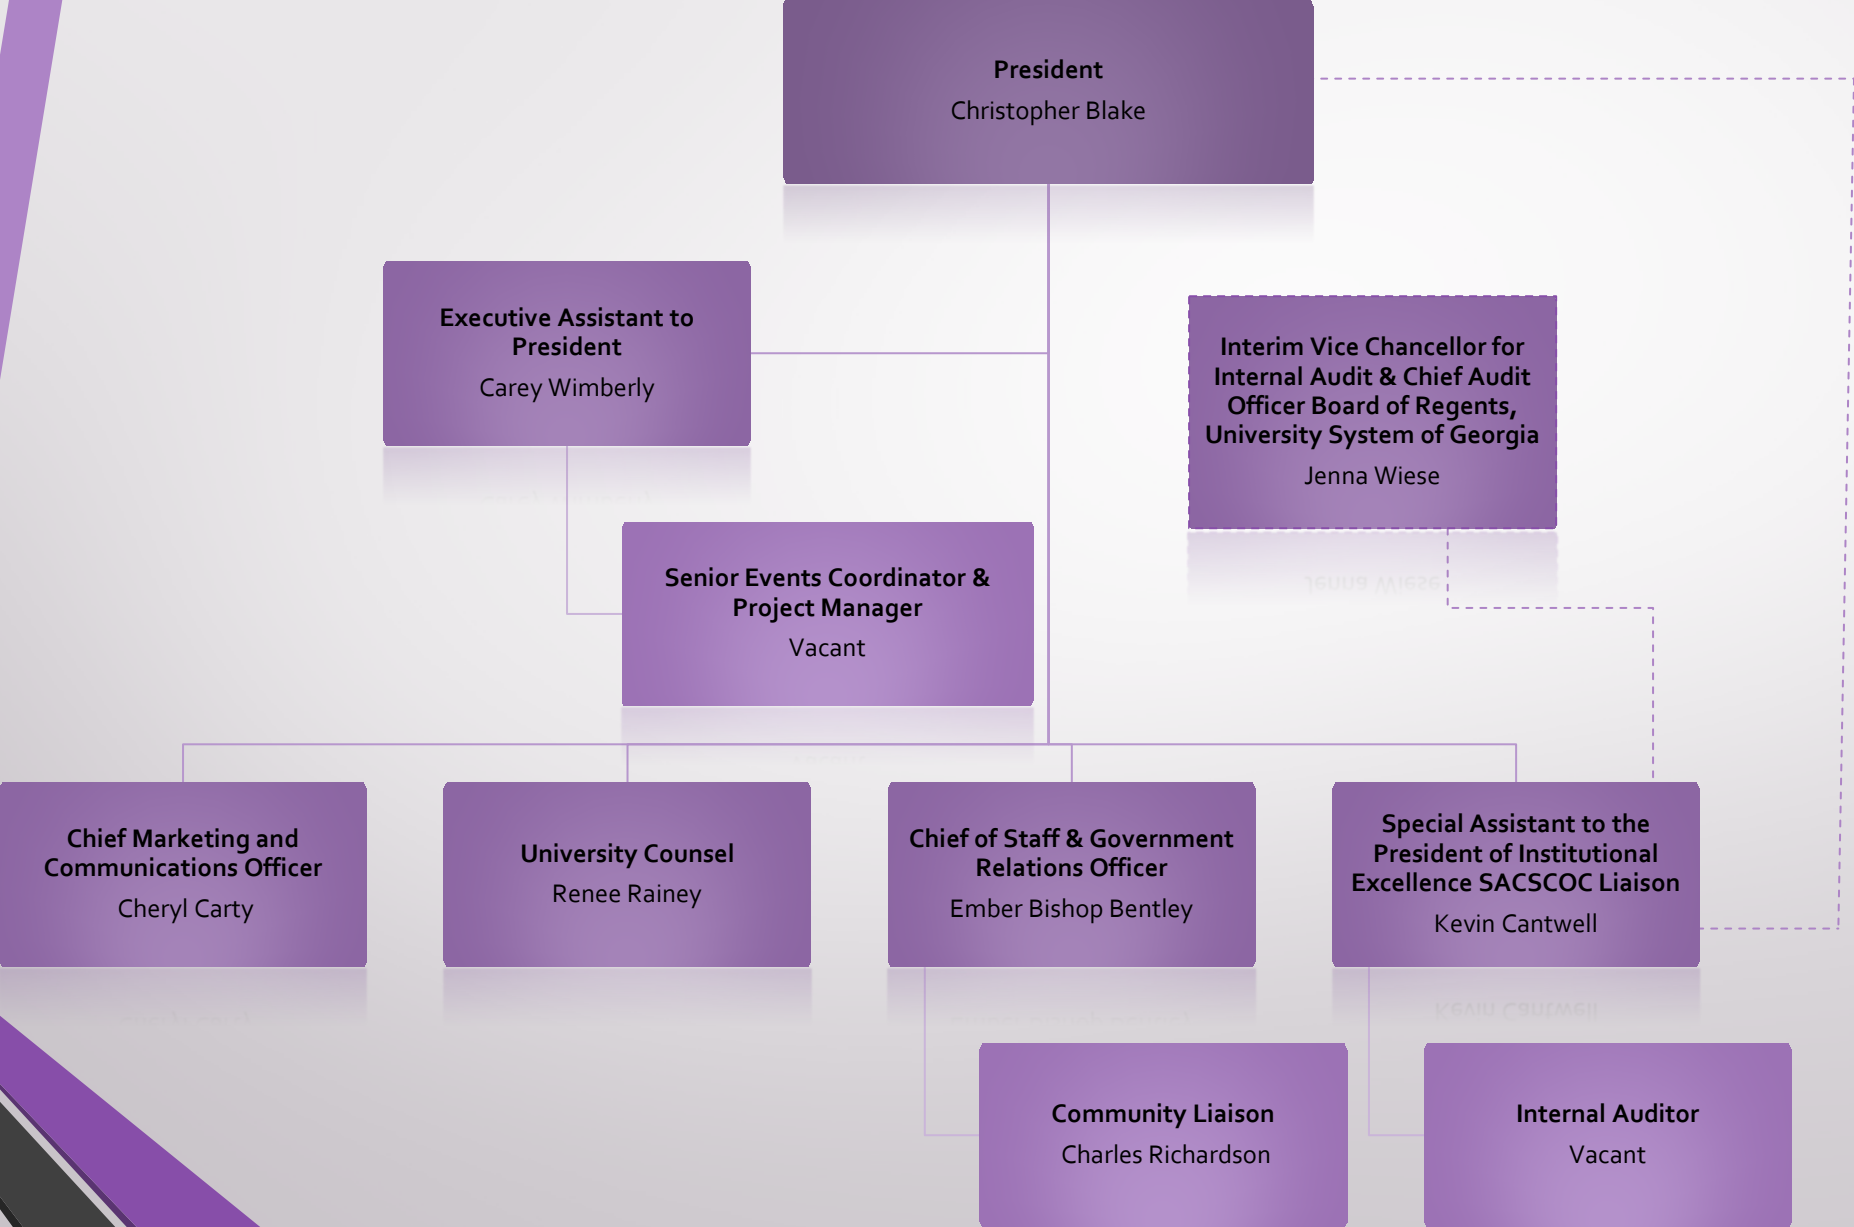 President
Christopher Blake
Executive Assistant to
President
Carey Wimberly
Interim Vice Chancellor for
Internal Audit & Chief Audit
Officer Board of Regents,
University System of Georgia
Jenna Wiese
Senior Events Coordinator &
Project Manager
Vacant
Chief Marketing and
Communications Officer
Cheryl Carty
University Counsel
Renee Rainey
Chief of Staff & Government
Relations Officer
Ember Bishop Bentley
Special Assistant to the
President of Institutional
Excellence SACSCOC Liaison
Kevin Cantwell
Community Liaison
Charles Richardson
Internal Auditor
Vacant